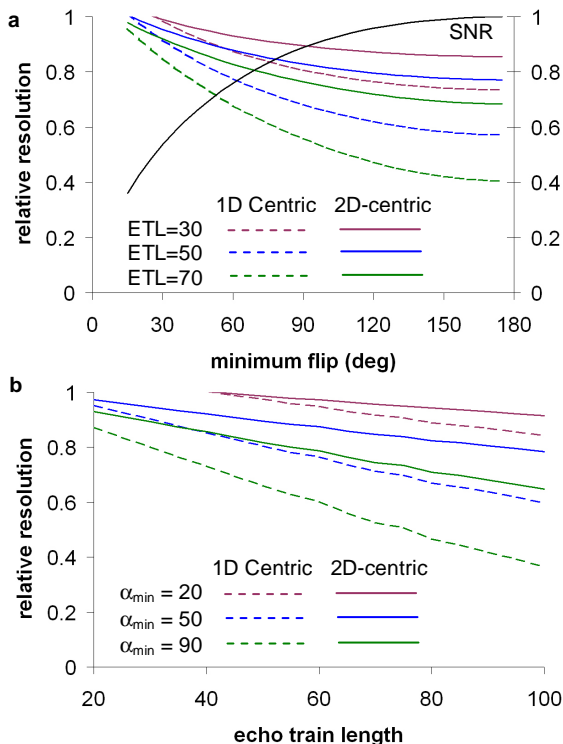 a
SNR
relative resolution
1
0.8
0.6
0.4
0.2
0
1
0.8
0.6
0.4
0.2
0
1D Centric 2D-centric
ETL=30
ETL=50
ETL=70
0 30 60 90 120 150 180
minimum flip (deg)
b
relative resolution
1
0.8
0.6
0.4
0.2
0
1D Centric 2D-centric
αmin = 20
αmin = 50
αmin = 90
20 40 60 80 100
echo train length